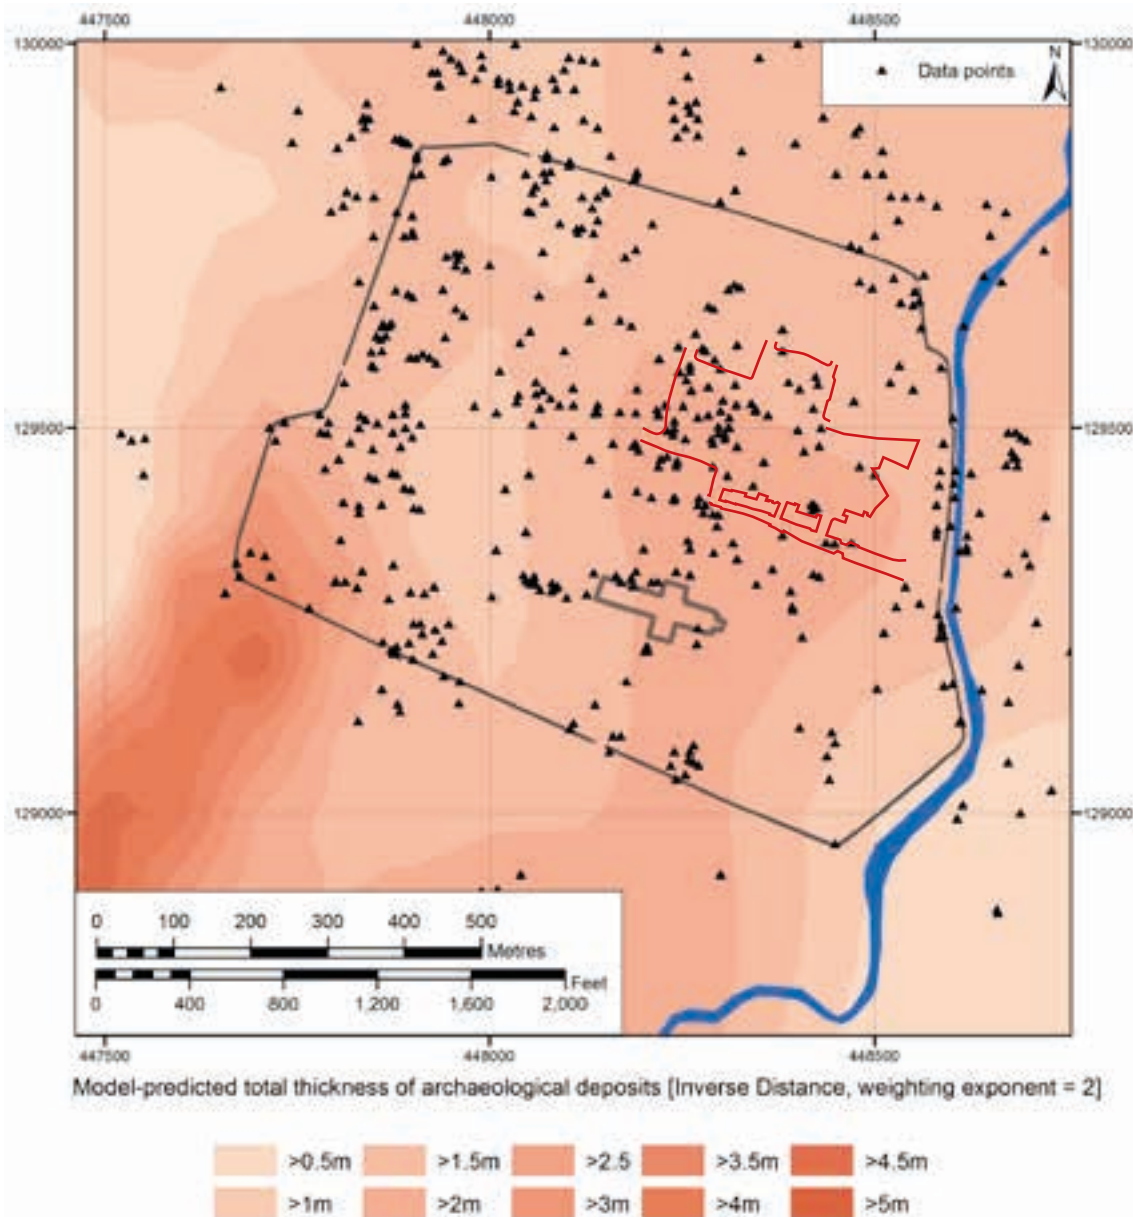 447500 448000 448500
130000 130000
N
Data points
129500 129500
129000 129000
0 100 200 300 400 500
Metres
Feet
0 400 800 1,200 1,600 2,000
447500 448000 448500
Model-predicted total thickness of archaeological deposits [Inverse Distance, weighting exponent = 2]
>0.5m >1.5m >2.5 >3.5m >4.5m
>1m >2m >3m >4m >5m